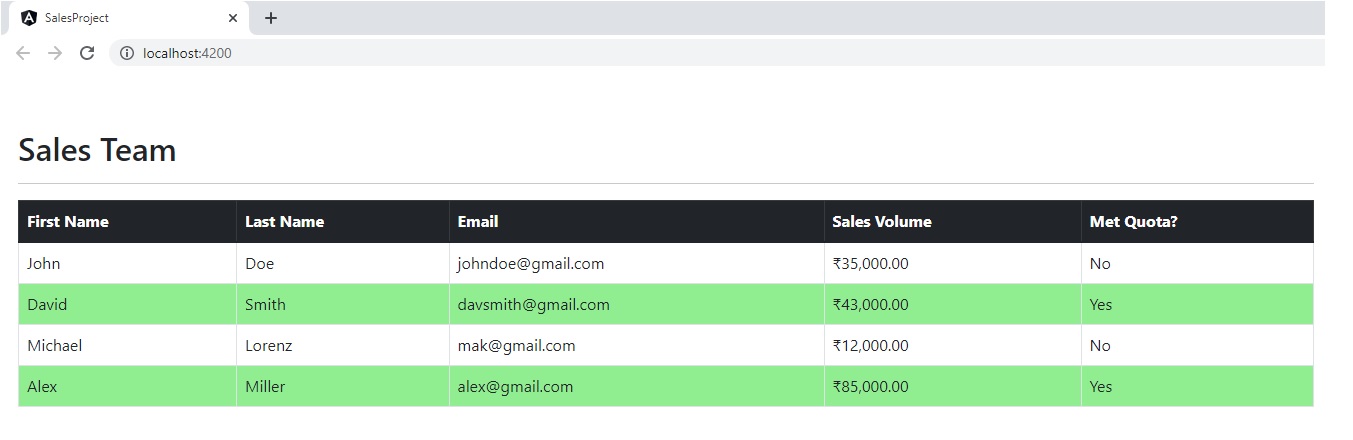 SalesProject
localhost:4200
Sales Team
First Name Last Name Email Sales Volume Met Quota?
John Doe johndoe@gmail.com ₹35,000.00 No
David Smith davsmith@gmail.com ₹43,000.00 Yes
Michael Lorenz mak@gmail.com ₹12,000.00 No
Alex Miller alex@gmail.com ₹85,000.00 Yes